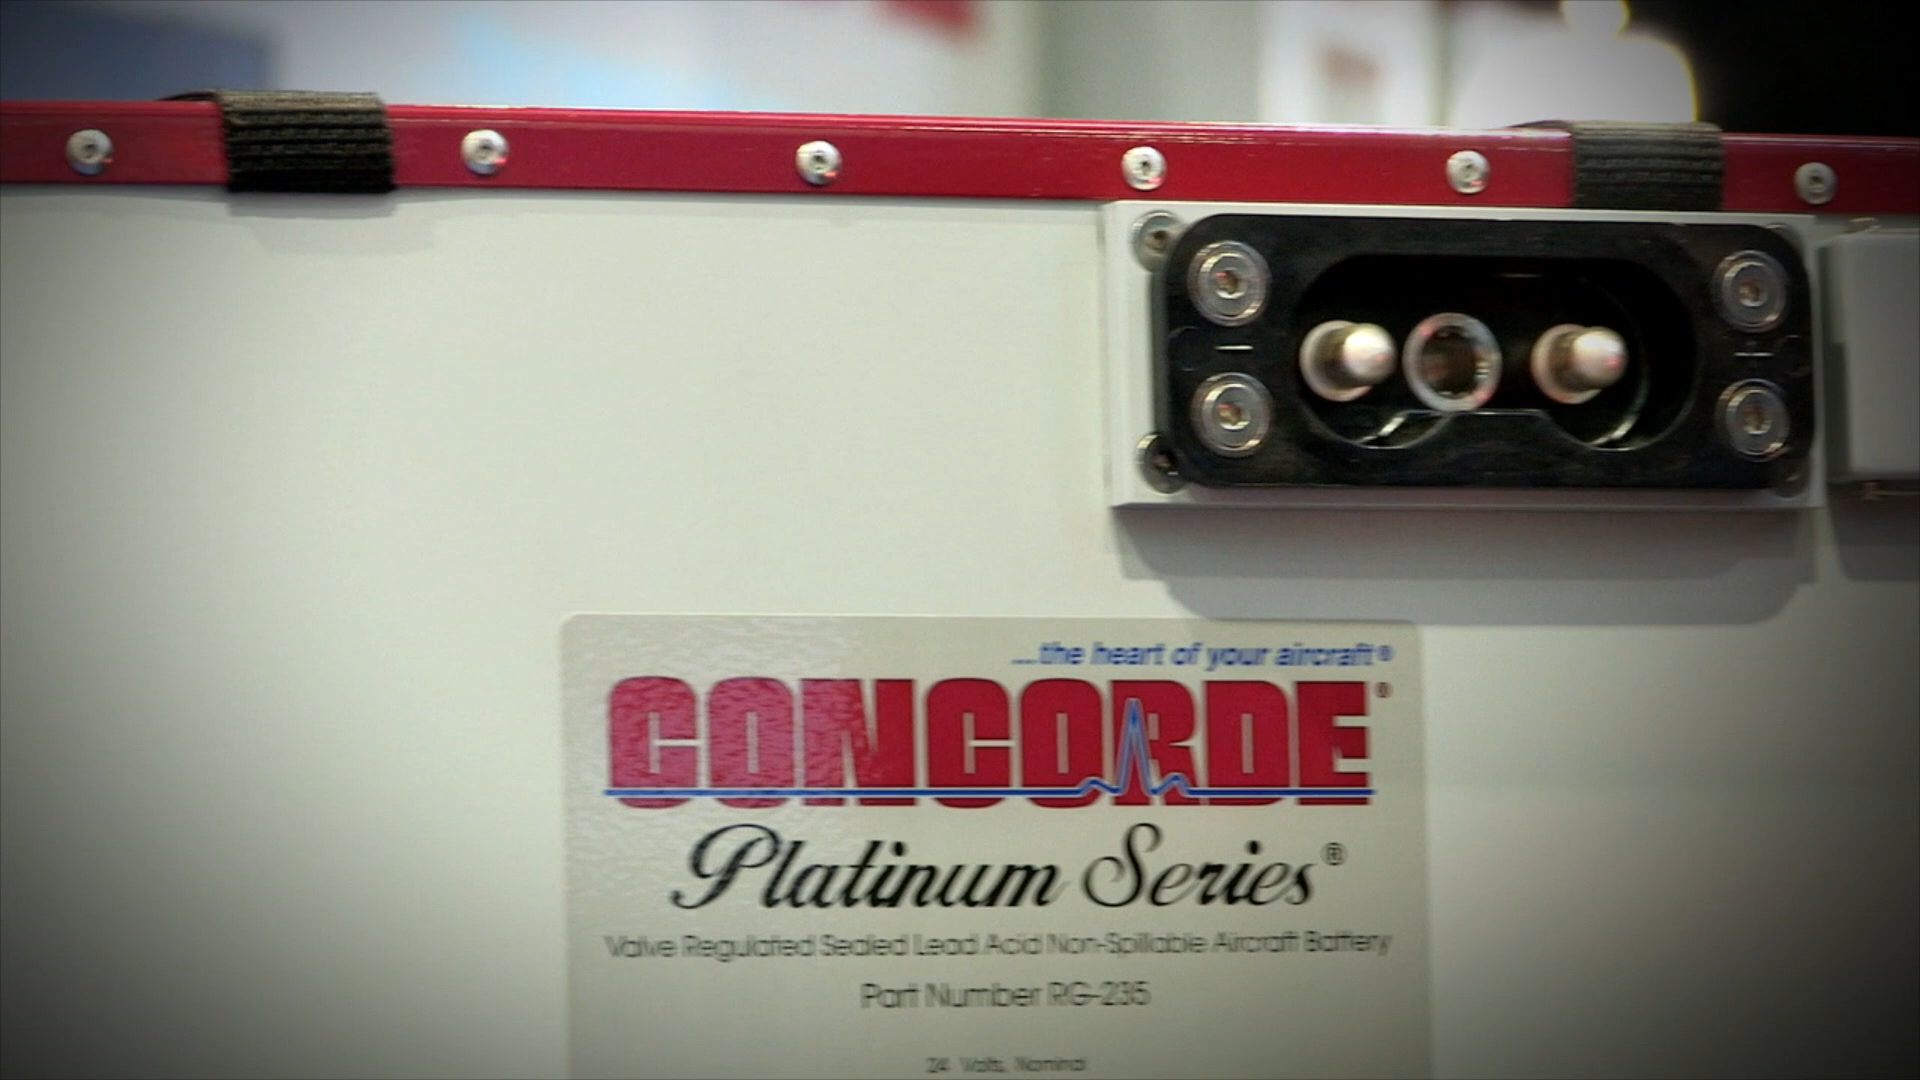 ...the heart of your aircraft®
CONCORDE®
Platinum Series®
Valve Regulated Sealed Lead Acid Non-Spillable Aircraft Battery
Part Number RG-235
24 Volts, Nominal